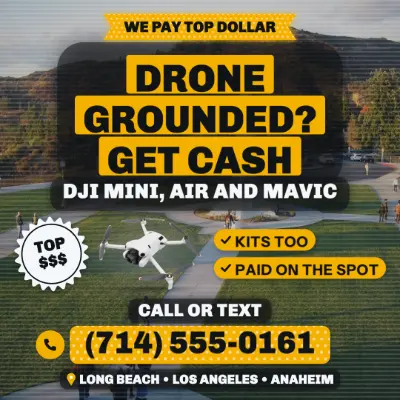 WE PAY TOP DOLLAR
DRONE
GROUNDED?
GET CASH
DJI MINI, AIR AND MAVIC
TOP
$$$
KITS TOO
PAID ON THE SPOT
CALL OR TEXT
(714) 555-0161
LONG BEACH • LOS ANGELES • ANAHEIM